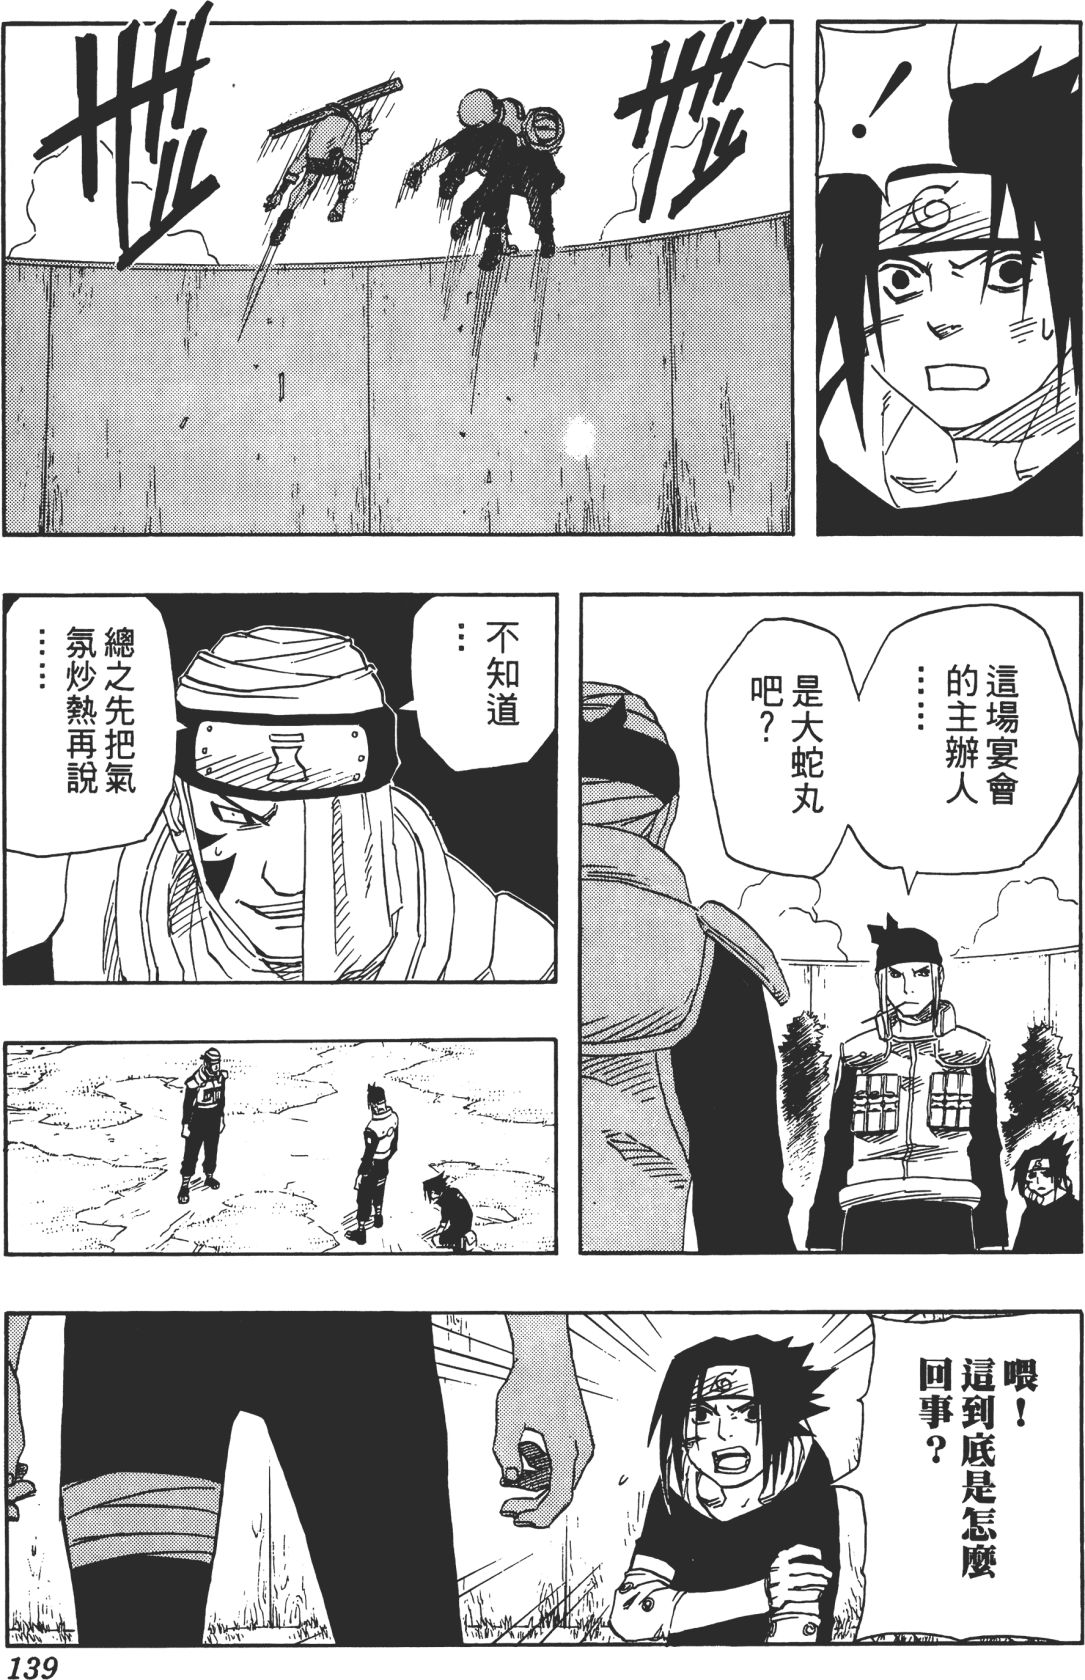 ！
這場宴會
的主辦人
……
是大蛇丸
吧？
不知道
…
總之先把氣
氛炒熱再說
……
喂！
這到底是怎麼
回事？
139